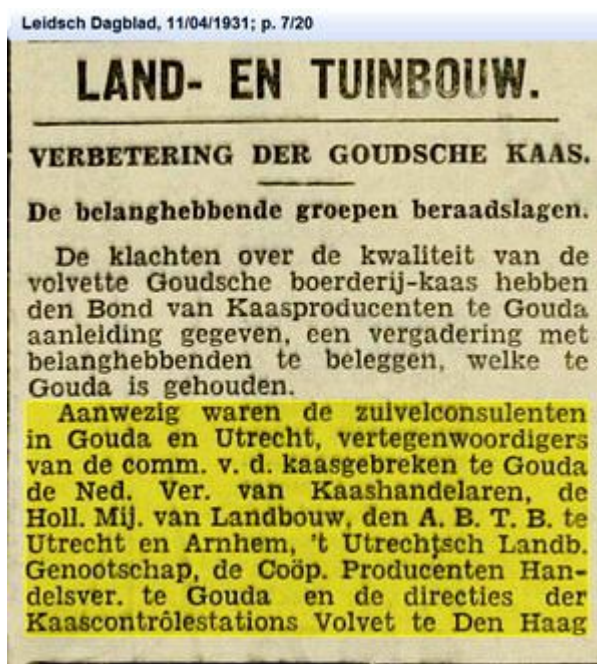 Leidsch Dagblad, 11/04/1931; p. 7/20
LAND- EN TUINBOUW.
VERBETERING DER GOUDSCHE KAAS.
De belanghebbende groepen beraadslagen.
De klachten over de kwaliteit van de
volvette Goudsche boerderij-kaas hebben
den Bond van Kaasproducenten te Gouda
aanleiding gegeven, een vergadering met
belanghebbenden te beleggen, welke te
Gouda is gehouden.
Aanwezig waren de zuivelconsulenten
in Gouda en Utrecht, vertegenwoordigers
van de comm. v. d. kaasgebreken te Gouda
de Ned. Ver. van Kaashandelaren, de
Holl. Mij. van Landbouw, den A. B. T. B. te
Utrecht en Arnhem, 't Utrechtsch Landb.
Genootschap, de Coöp. Producenten Han-
delsver. te Gouda en de directies der
Kaascontrôlestations Volvet te Den Haag